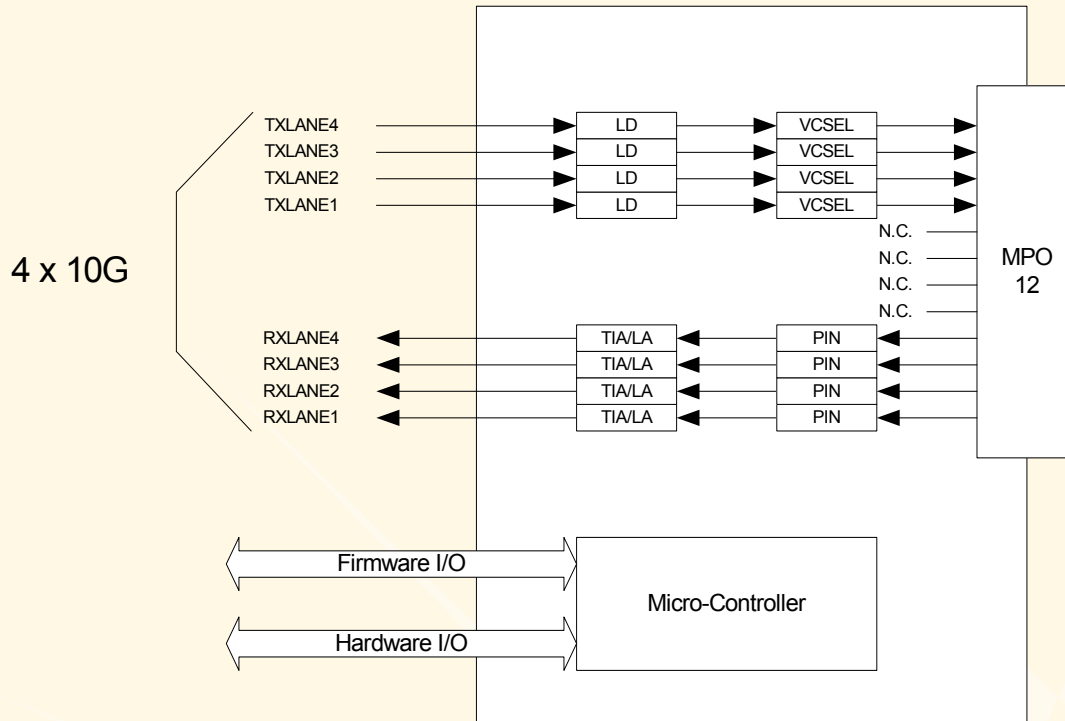 TXLANE4 LD VCSEL
TXLANE3 LD VCSEL
TXLANE2 LD VCSEL
TXLANE1 LD VCSEL
N.C.
N.C.
N.C.
N.C.
MPO
12
4 x 10G
RXLANE4 TIA/LA PIN
RXLANE3 TIA/LA PIN
RXLANE2 TIA/LA PIN
RXLANE1 TIA/LA PIN
Firmware I/O
Micro-Controller
Hardware I/O